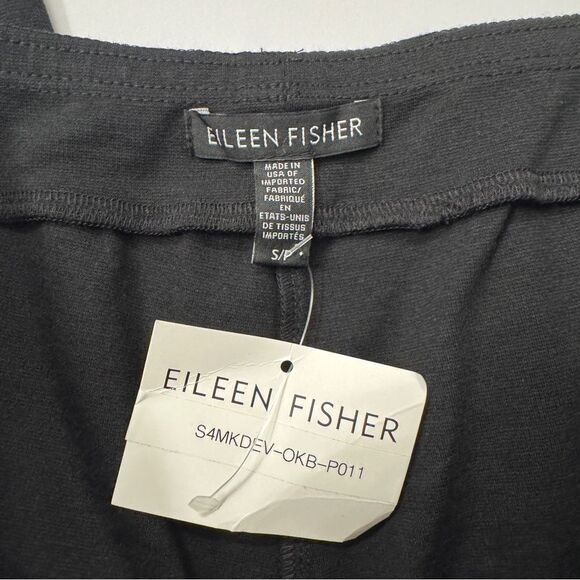 EILEEN FISHER
MADE IN
USA OF
IMPORTED
FABRIC/
FABRIQUÉ
EN
ETATS-UNIS
DE TISSUS
IMPORTÉS
S/P
EILEEN FISHER
S4MKDEV-OKB-P011